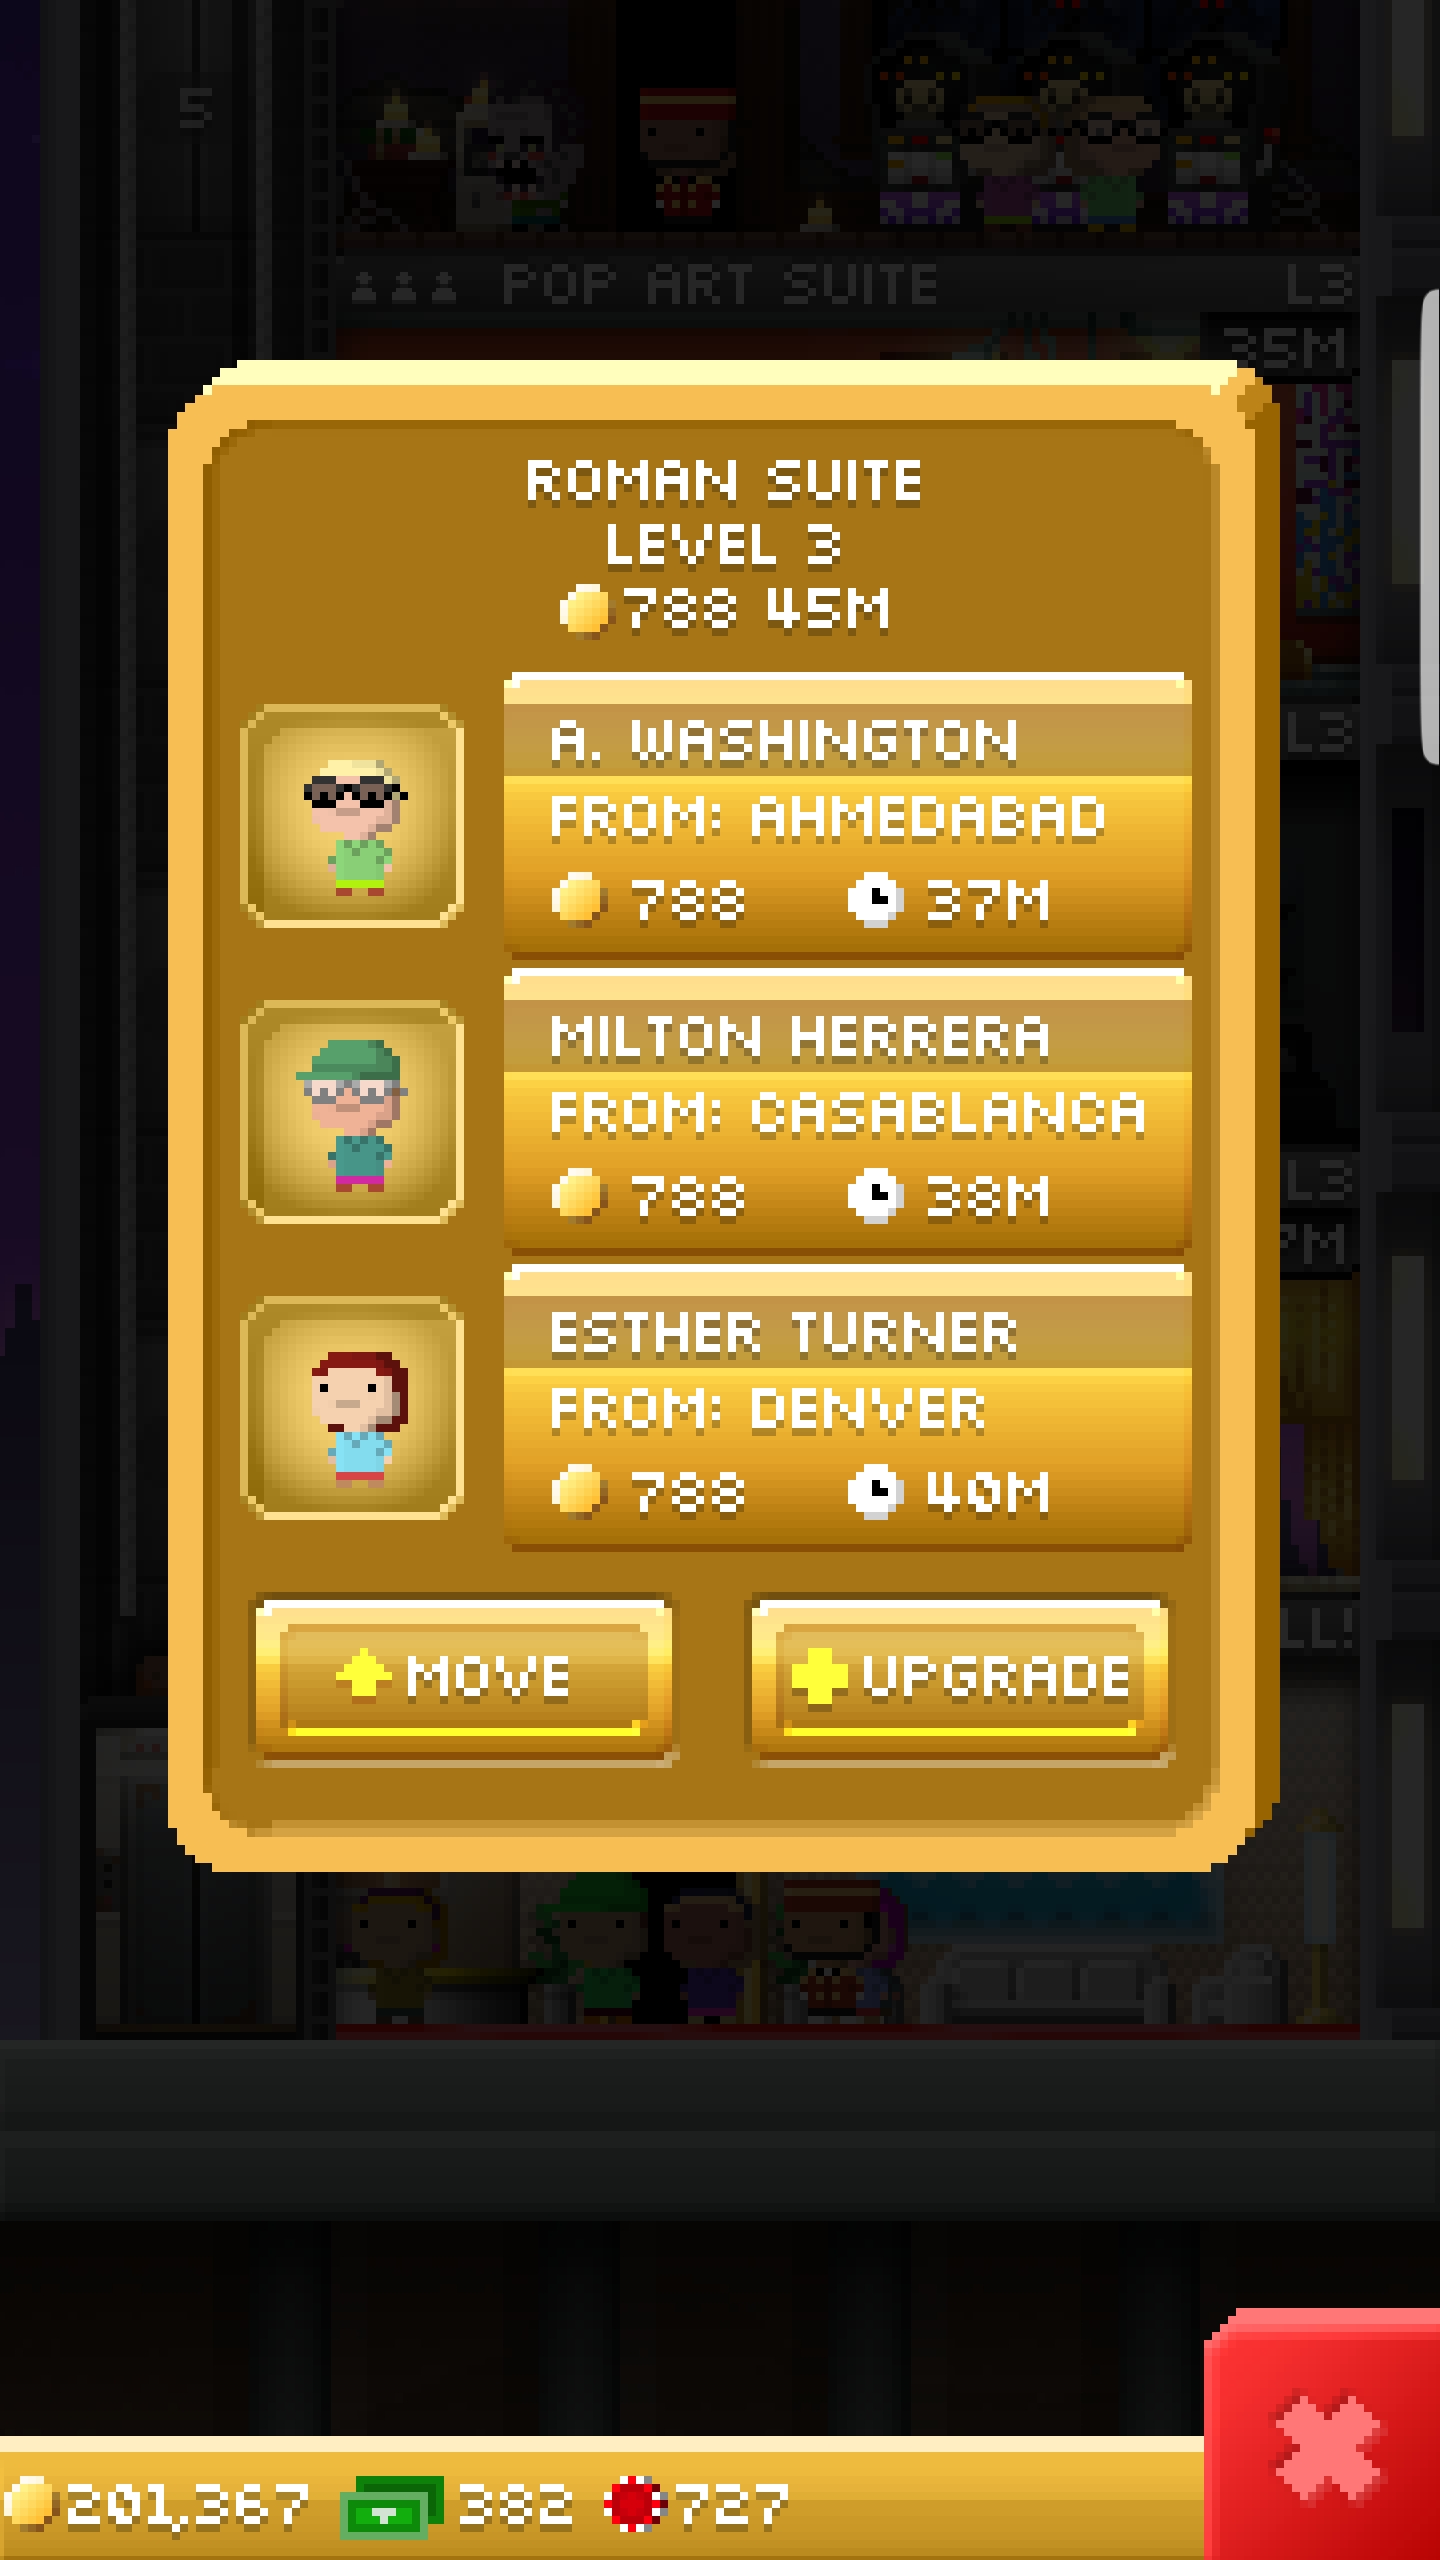 5
POP ART SUITE L3
35M
ROMAN SUITE
LEVEL 3
788 45M
A. WASHINGTON
FROM: AHMEDABAD
788 37M
L3
MILTON HERRERA
FROM: CASABLANCA
788 38M
L3
ESTHER TURNER
FROM: DENVER
788 40M
MOVE UPGRADE
201,367 382 727